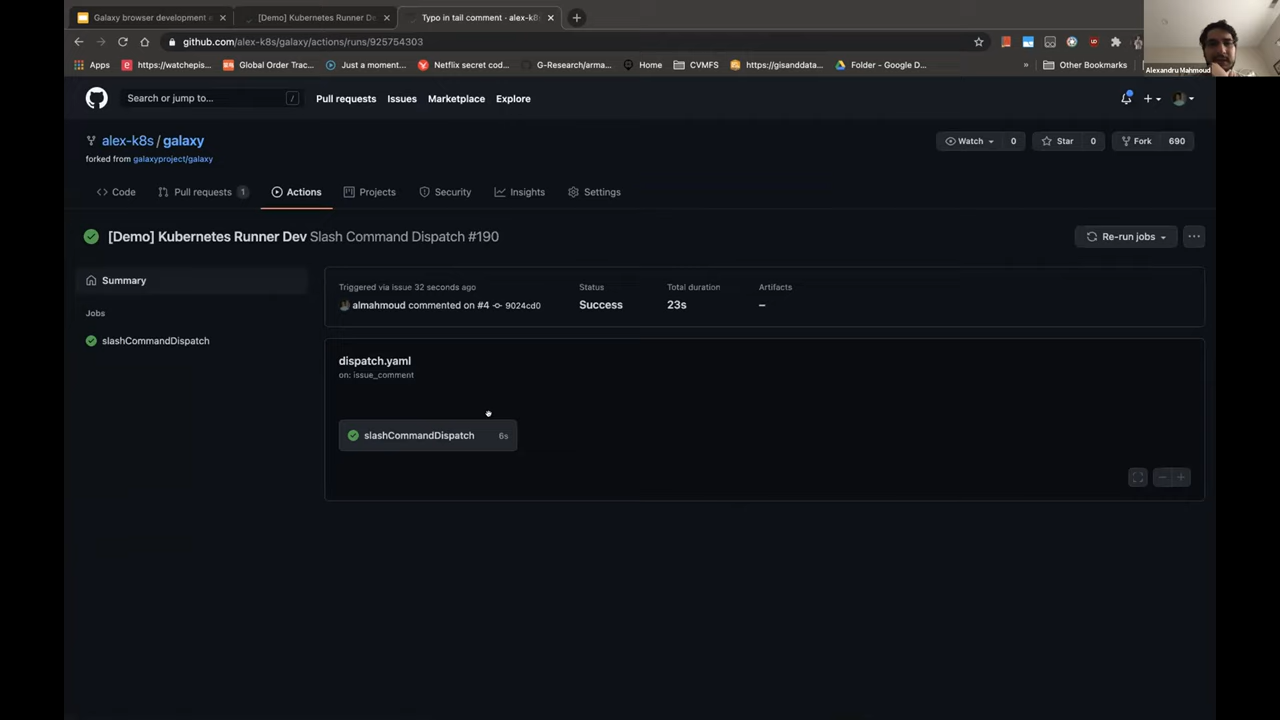 Galaxy browser development a
[Demo] Kubernetes Runner De
Typo in tail comment · alex-k8s
github.com/alex-k8s/galaxy/actions/runs/925754303
Apps
https://watchepis...
Global Order Trac...
Just a moment...
Netflix secret cod...
G-Research/arma...
Home
CVMFS
https://gisanddata...
Folder - Google D...
»
Other Bookmarks
Alexandru Mahmoud
Search or jump to...
/
Pull requests
Issues
Marketplace
Explore
alex-k8s / galaxy
forked from galaxyproject/galaxy
Watch 0
Star 0
Fork 690
Code
Pull requests 1
Actions
Projects
Security
Insights
Settings
[Demo] Kubernetes Runner Dev Slash Command Dispatch #190
Re-run jobs
Summary
Jobs
slashCommandDispatch
Triggered via issue 32 seconds ago
almahmoud commented on #4 9024cd0
Status
Success
Total duration
23s
Artifacts
–
dispatch.yaml
on: issue_comment
slashCommandDispatch 6s